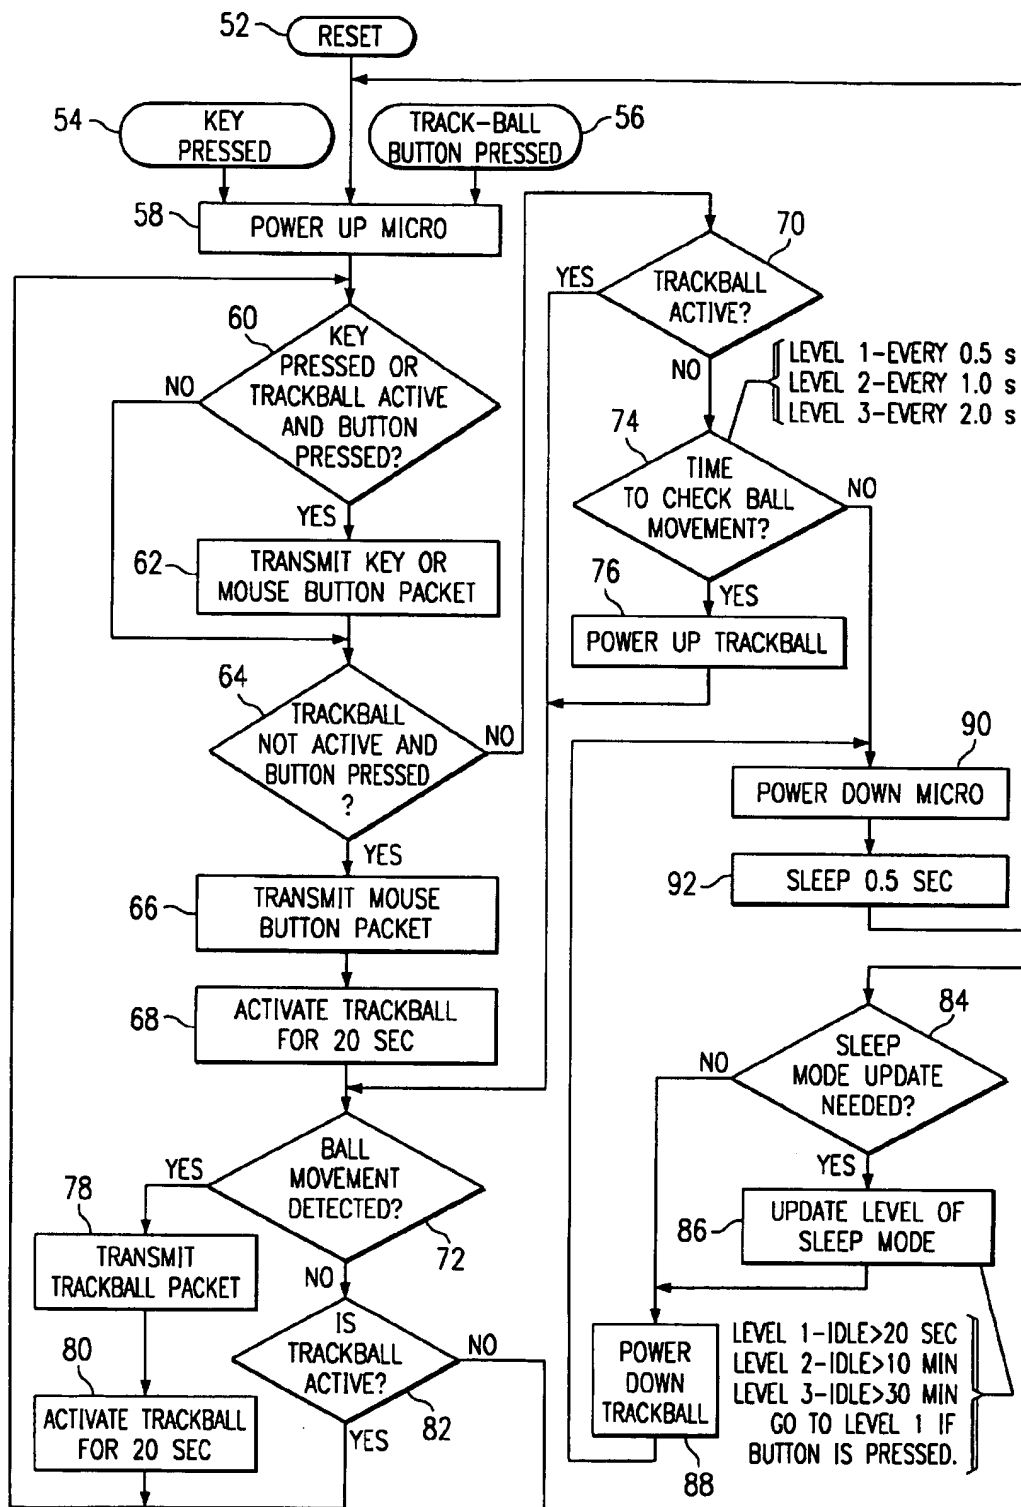 52
RESET
54
KEY
PRESSED
TRACK-BALL
BUTTON PRESSED
56
58
POWER UP MICRO
60
KEY
PRESSED OR
TRACKBALL ACTIVE
AND BUTTON
PRESSED?
NO
YES
62
TRANSMIT KEY OR
MOUSE BUTTON PACKET
64
TRACKBALL
NOT ACTIVE AND
BUTTON PRESSED
?
NO
YES
66
TRANSMIT MOUSE
BUTTON PACKET
68
ACTIVATE TRACKBALL
FOR 20 SEC
70
YES
TRACKBALL
ACTIVE?
NO
LEVEL 1-EVERY 0.5 s
LEVEL 2-EVERY 1.0 s
LEVEL 3-EVERY 2.0 s
74
TIME
TO CHECK BALL
MOVEMENT?
NO
YES
76
POWER UP TRACKBALL
90
POWER DOWN MICRO
92
SLEEP 0.5 SEC
YES
BALL
MOVEMENT
DETECTED?
72
NO
78
TRANSMIT
TRACKBALL PACKET
80
ACTIVATE TRACKBALL
FOR 20 SEC
IS
TRACKBALL
ACTIVE?
NO
82
YES
84
SLEEP
MODE UPDATE
NEEDED?
NO
YES
86
UPDATE LEVEL OF
SLEEP MODE
POWER
DOWN
TRACKBALL
88
LEVEL 1-IDLE>20 SEC
LEVEL 2-IDLE>10 MIN
LEVEL 3-IDLE>30 MIN
GO TO LEVEL 1 IF
BUTTON IS PRESSED.